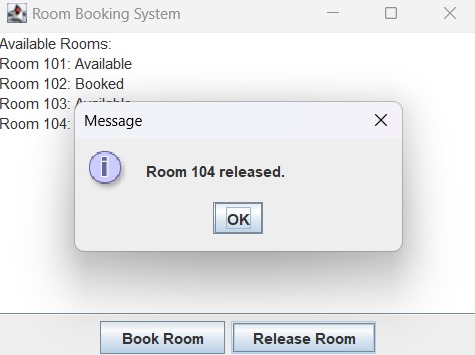 Room Booking System
Available Rooms:
Room 101: Available
Room 102: Booked
Room 103: Available
Room 104:
Message
Room 104 released.
OK
Book Room
Release Room